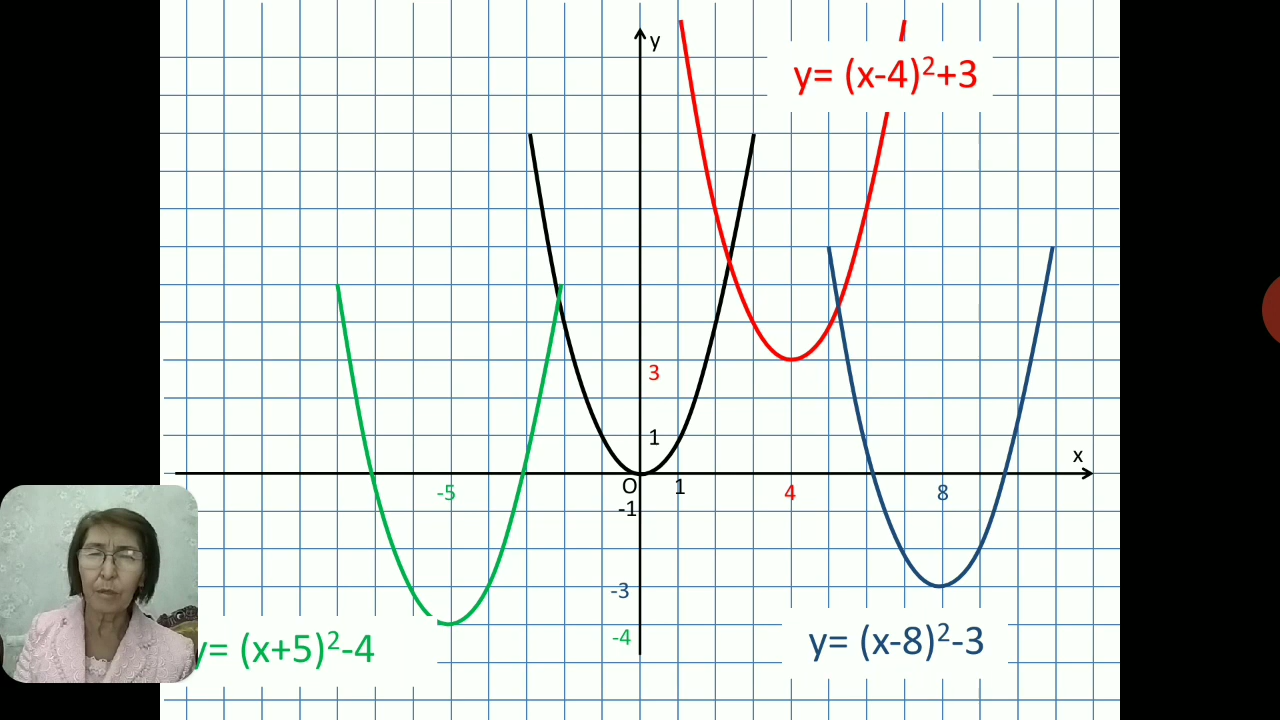 y
y= (x-4)²+3
3
1
x
-5
O
1
4
8
-1
-3
-4
y= (x+5)²-4
y= (x-8)²-3